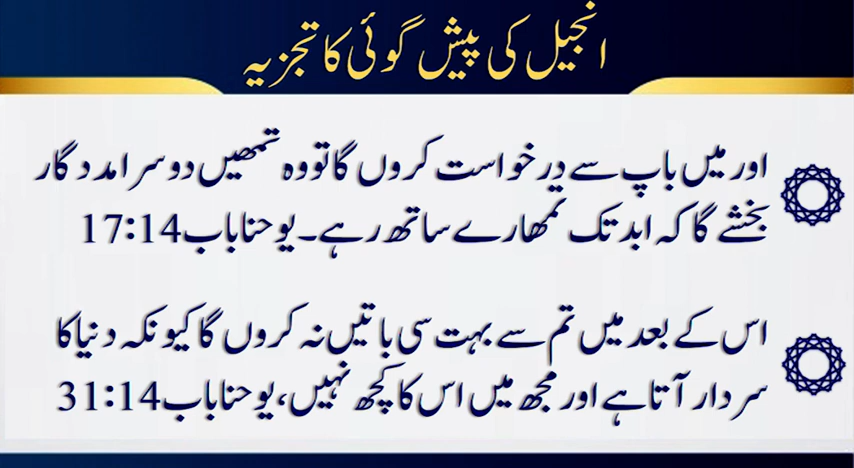 انجیل کی پیش گوئی کا تجزیہ
اور میں باپ سے درخواست کروں گا تو وہ تمھیں دوسرا مددگار
بخشے گا کہ ابد تک تمھارے ساتھ رہے۔ یوحنا باب 17:14
اس کے بعد میں تم سے بہت سی باتیں نہ کروں گا کیونکہ دنیا کا
سردار آتا ہے اور مجھ میں اس کا کچھ نہیں، یوحنا باب 31:14